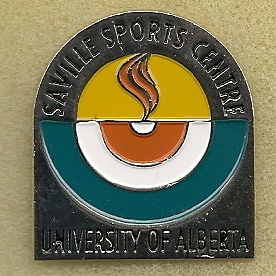 SAVILLE SPORTS CENTRE
UNIVERSITY OF ALBERTA